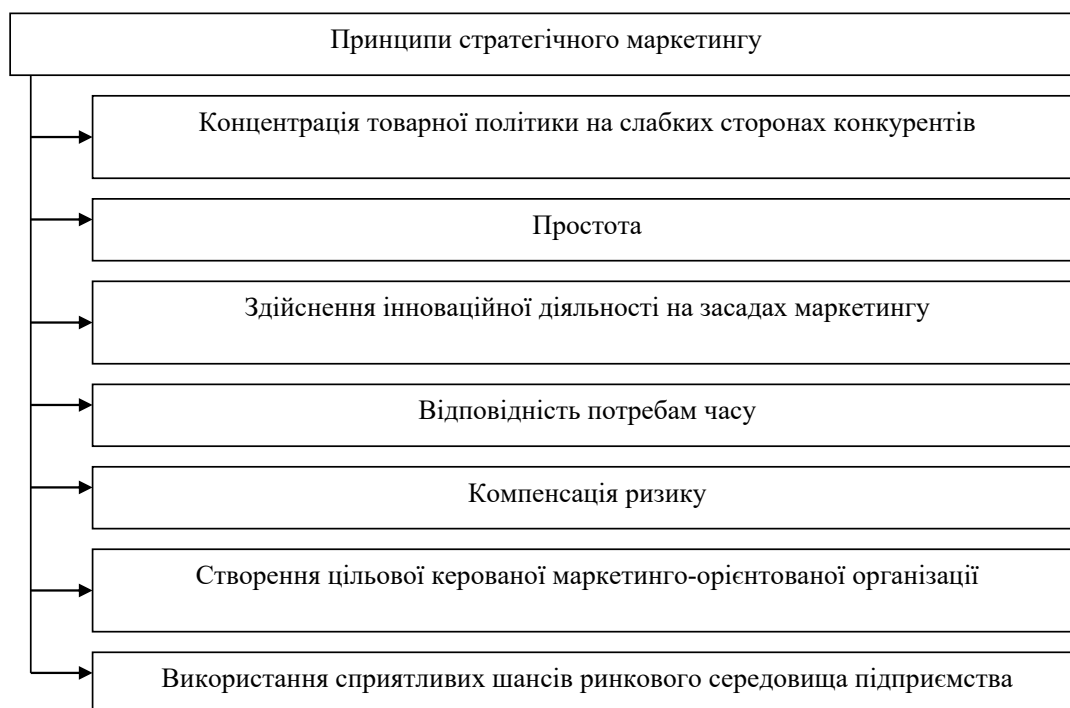 Принципи стратегічного маркетингу
Концентрація товарної політики на слабких сторонах конкурентів
Простота
Здійснення інноваційної діяльності на засадах маркетингу
Відповідність потребам часу
Компенсація ризику
Створення цільової керованої маркетинго-орієнтованої організації
Використання сприятливих шансів ринкового середовища підприємства